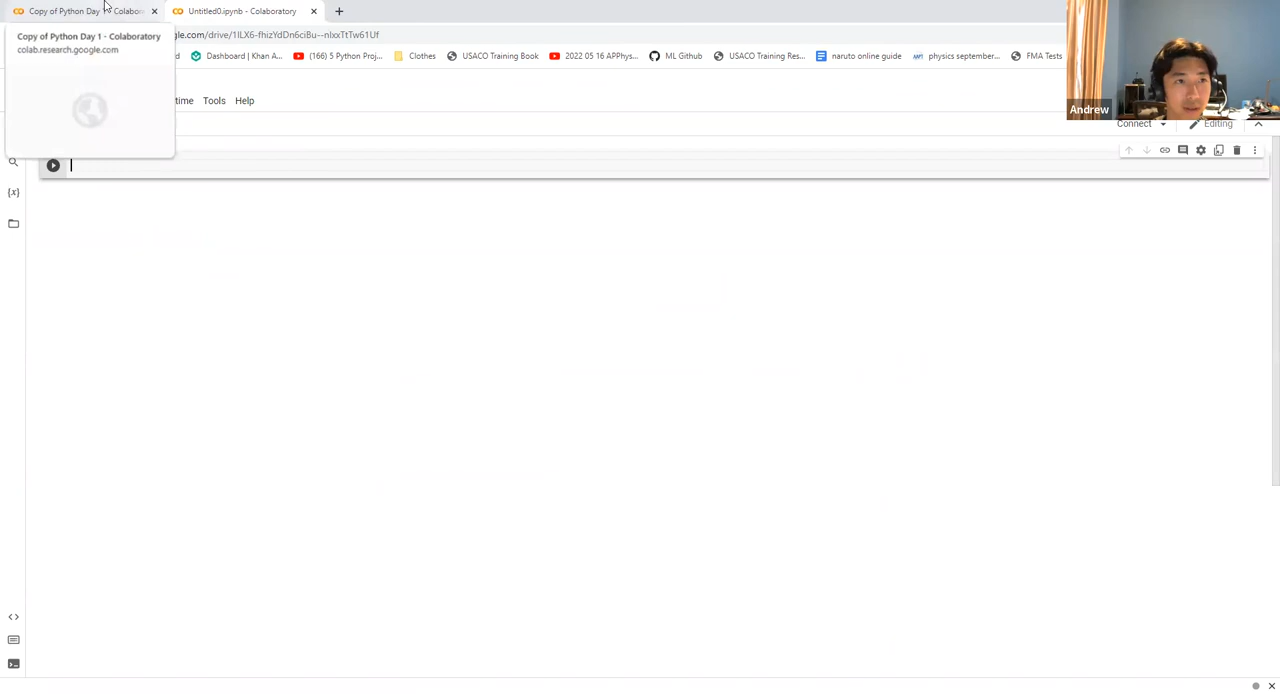 Copy of Python Day 1 - Colabor
Untitled0.ipynb - Colaboratory
Copy of Python Day 1 - Colaboratory
colab.research.google.com
gle.com/drive/1ILX6-fhizYdDn6ciBu--nlxxTtTw61Uf
d
Dashboard | Khan A...
(166) 5 Python Proj...
Clothes
USACO Training Book
2022 05 16 APPhys...
ML Github
USACO Training Res...
naruto online guide
physics september...
FMA Tests
time
Tools
Help
Andrew
Connect
Editing
{x}